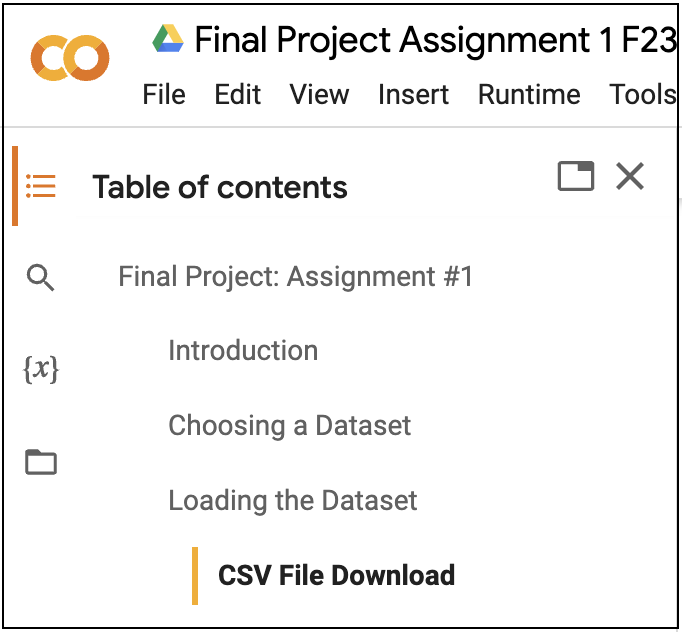 Final Project Assignment 1 F23
File Edit View Insert Runtime Tools
Table of contents
Final Project: Assignment #1
{x}
Introduction
Choosing a Dataset
Loading the Dataset
CSV File Download